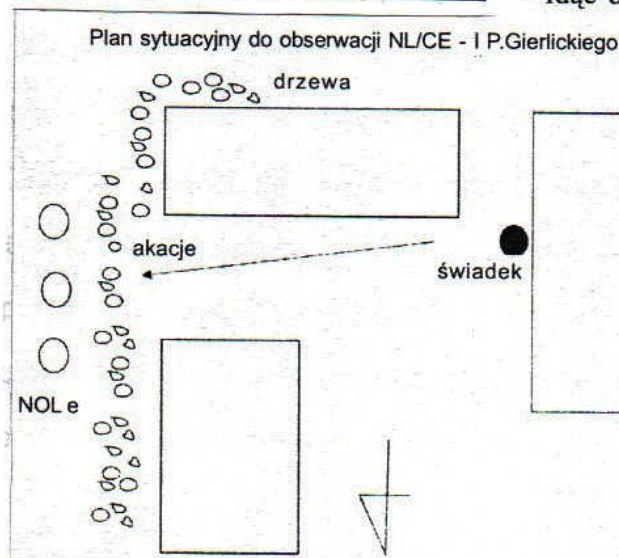 Plan sytuacyjny do obserwacji NL/CE - I P.Gierlickiego
drzewa
akacje
świadek
NOL e